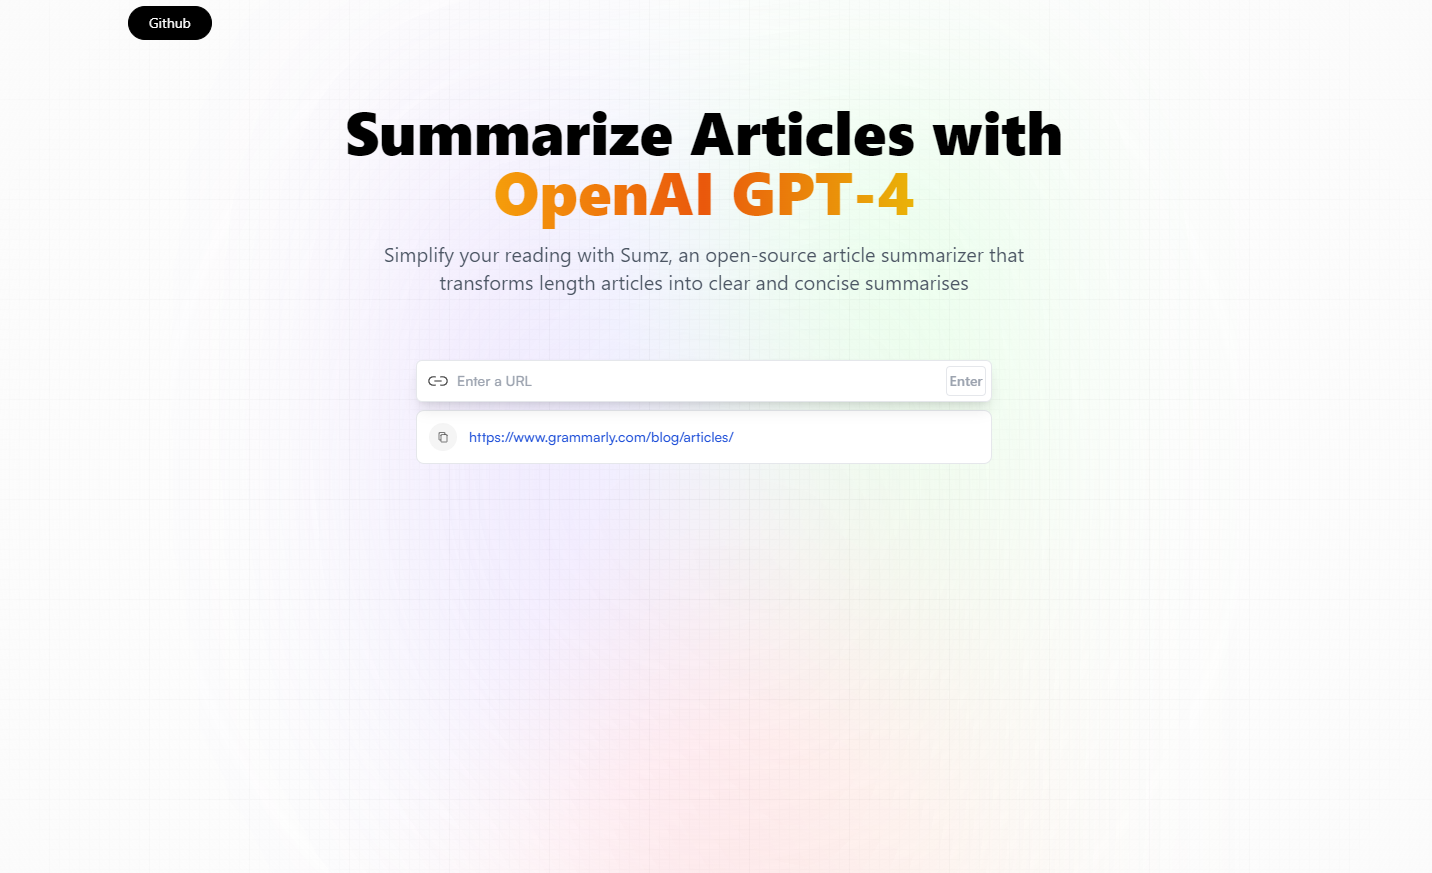 Github
Summarize Articles with
OpenAI GPT-4
Simplify your reading with Sumz, an open-source article summarizer that
transforms length articles into clear and concise summarises
Enter a URL
Enter
https://www.grammarly.com/blog/articles/